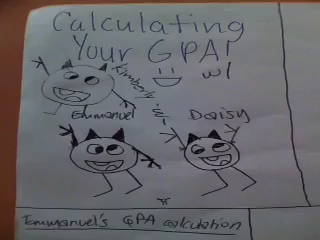 Calculating
Your GPA!
w/
Kimberly
Emmanuel
Daisy
Emmanuel's GPA calculation